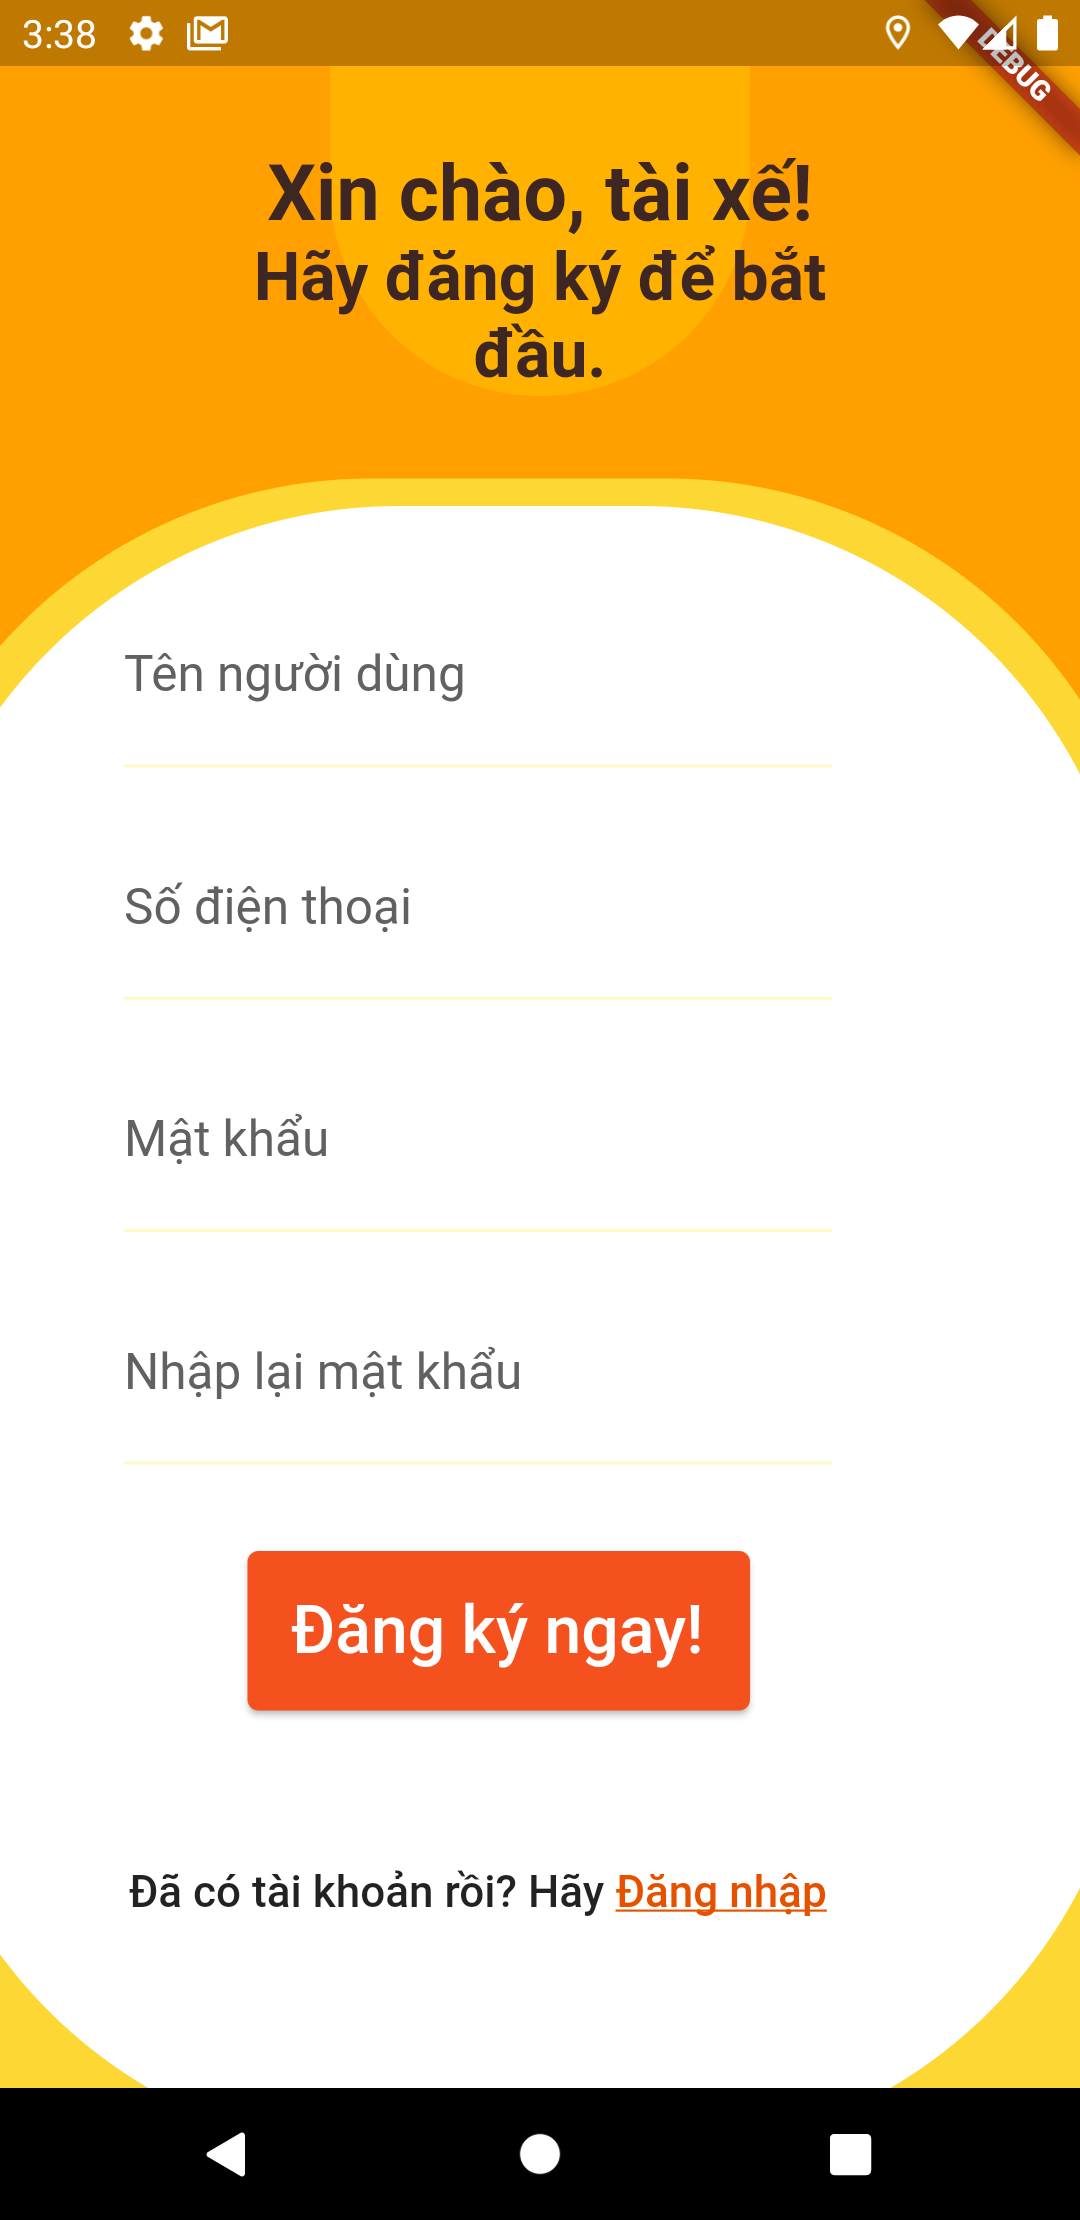 3:38
DEBUG
Xin chào, tài xế!
Hãy đăng ký để bắt
đầu.
Tên người dùng
Số điện thoại
Mật khẩu
Nhập lại mật khẩu
Đăng ký ngay!
Đã có tài khoản rồi? Hãy Đăng nhập